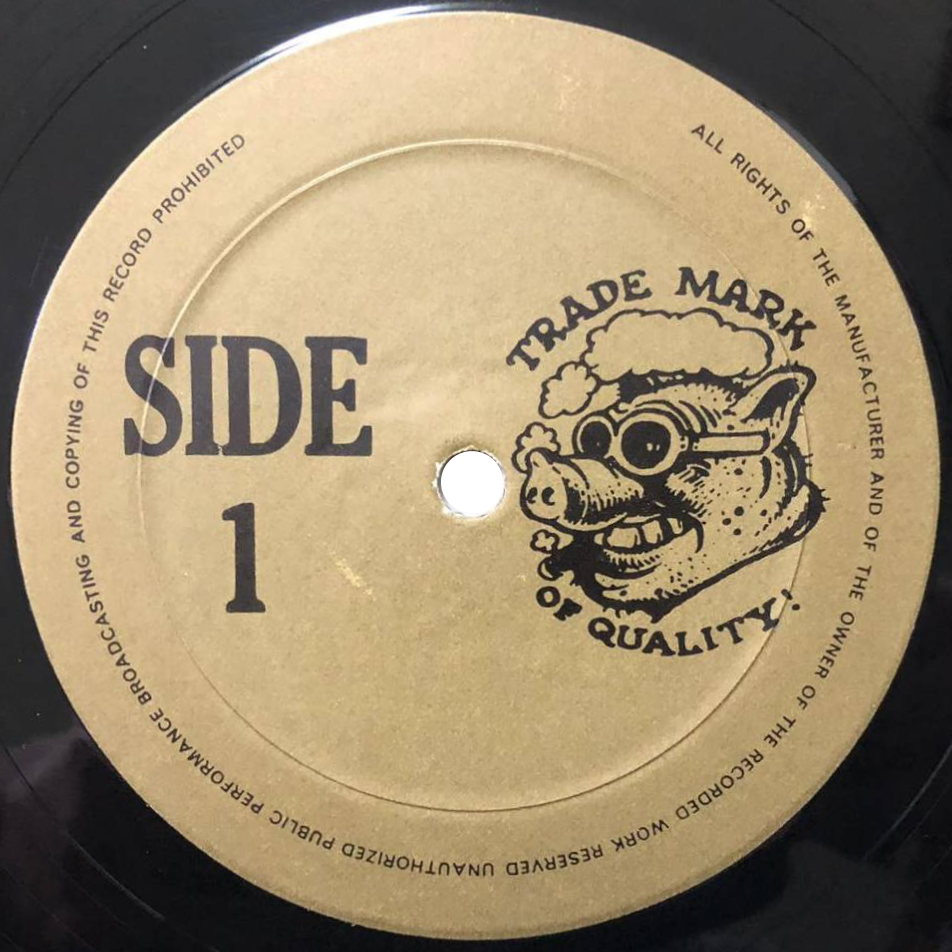 ALL RIGHTS OF THE MANUFACTURER AND OF THE OWNER OF THE RECORDED WORK RESERVED UNAUTHORIZED PUBLIC PERFORMANCE BROADCASTING AND COPYING OF THIS RECORD PROHIBITED
SIDE
1
TRADE MARK
OF QUALITY!